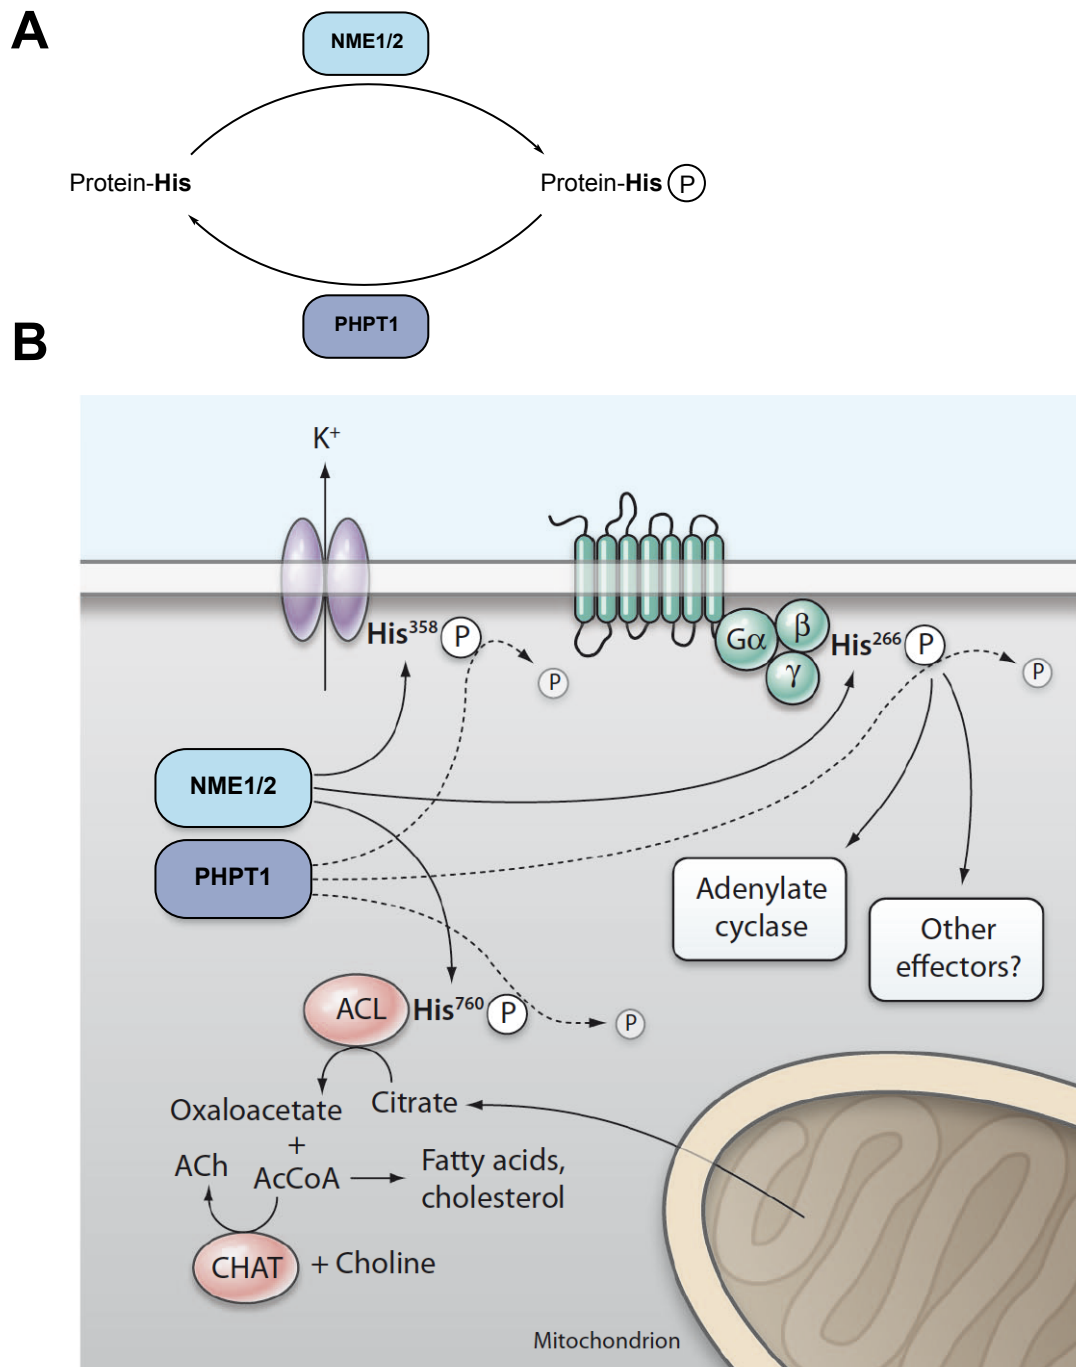 A
NME1/2
Protein-His
Protein-His P
PHPT1
B
K⁺
His³⁵⁸ P
P
Gα
β
γ
His²⁶⁶ P
P
NME1/2
PHPT1
Adenylate
cyclase
Other
effectors?
ACL
His⁷⁶⁰ P
P
Oxaloacetate
Citrate
+
ACh
AcCoA
Fatty acids,
cholesterol
CHAT
+ Choline
Mitochondrion